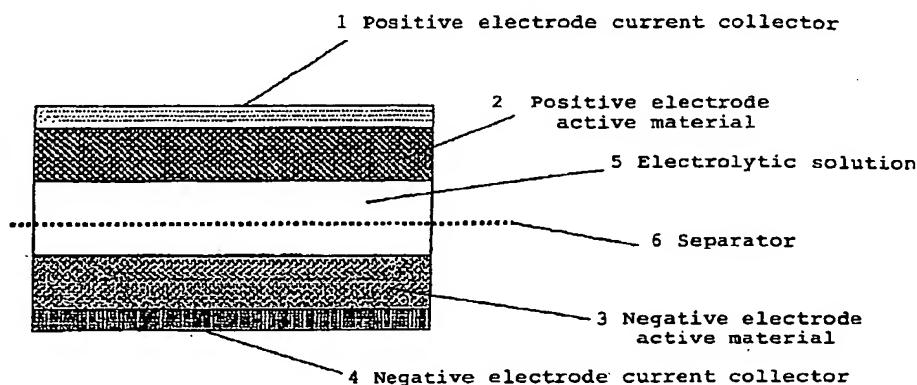 1 Positive electrode current collector
2 Positive electrode
active material
5 Electrolytic solution
6 Separator
3 Negative electrode
active material
4 Negative electrode current collector